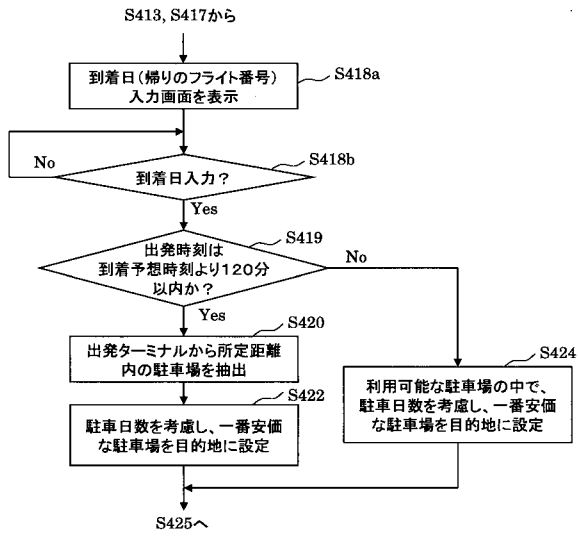 S413, S417から
到着日（帰りのフライト番号）
入力画面を表示
S418a
No
S418b
到着日入力？
Yes
S419
出発時刻は
到着予想時刻より120分
以内か？
No
Yes
S420
出発ターミナルから所定距離
内の駐車場を抽出
S424
利用可能な駐車場の中で、
駐車日数を考慮し、一番安価
な駐車場を目的地に設定
S422
駐車日数を考慮し、一番安価
な駐車場を目的地に設定
S425へ